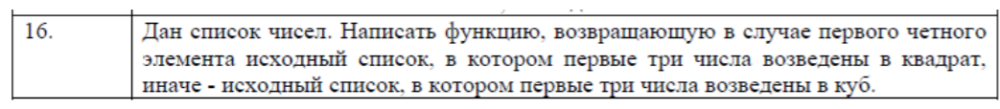 16. Дан список чисел. Написать функцию, возвращающую в случае первого четного
элемента исходный список, в котором первые три числа возведены в квадрат,
иначе - исходный список, в котором первые три числа возведены в куб.